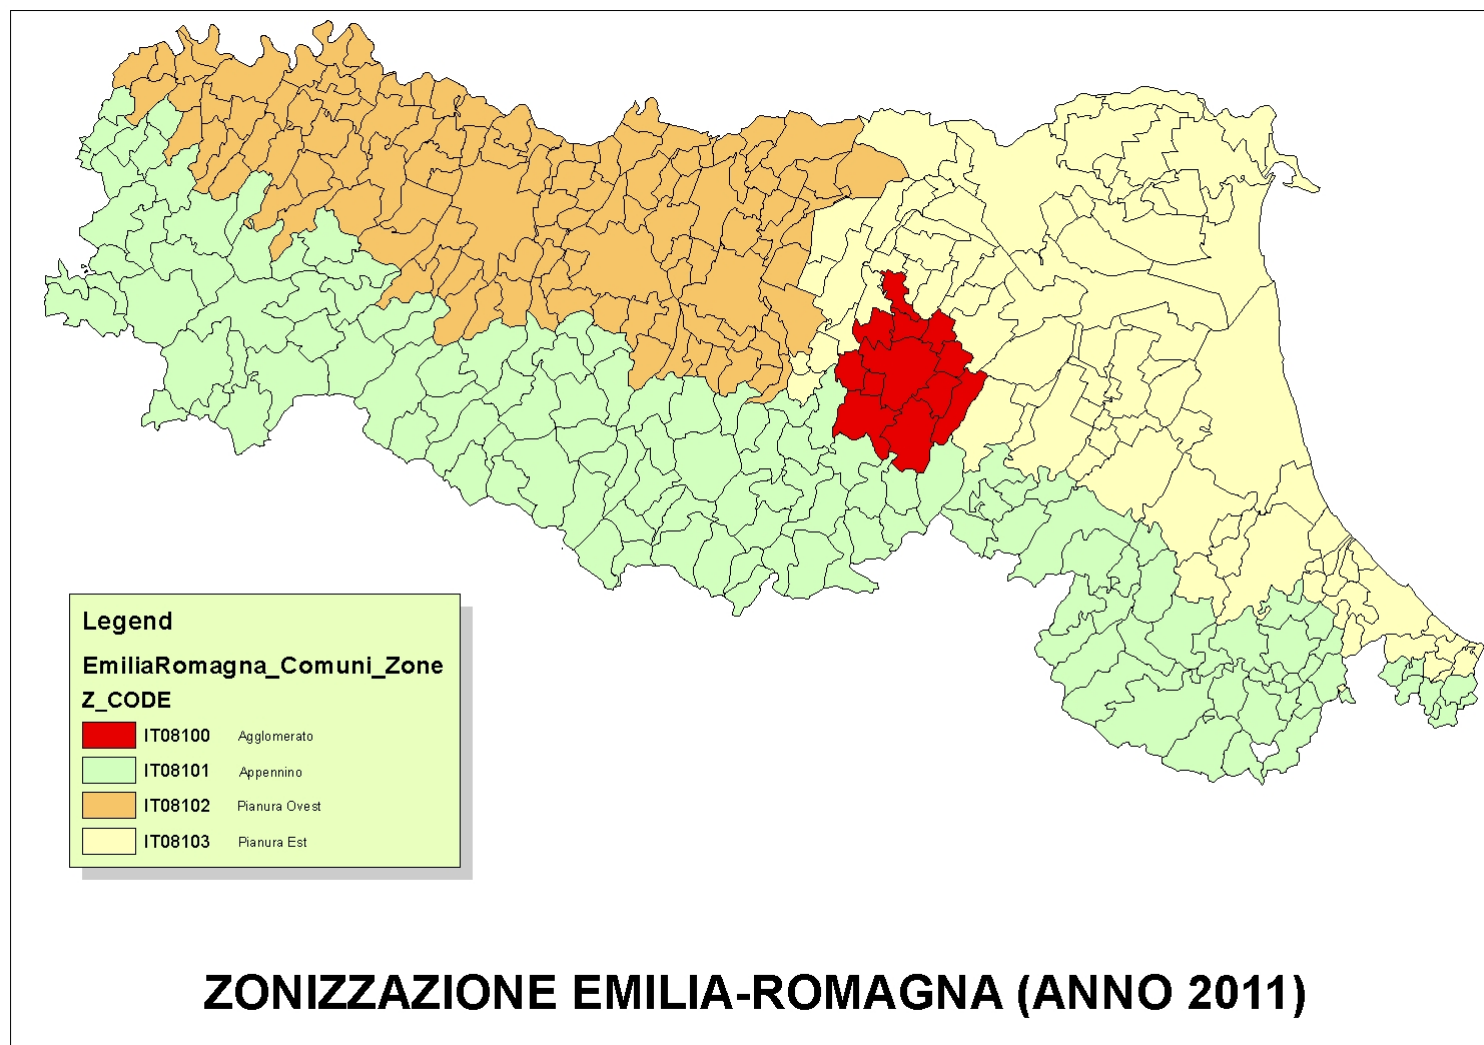 Legend
EmiliaRomagna_Comuni_Zone
Z_CODE
IT08100 Agglomerato
IT08101 Appennino
IT08102 Pianura Ovest
IT08103 Pianura Est
ZONIZZAZIONE EMILIA-ROMAGNA (ANNO 2011)